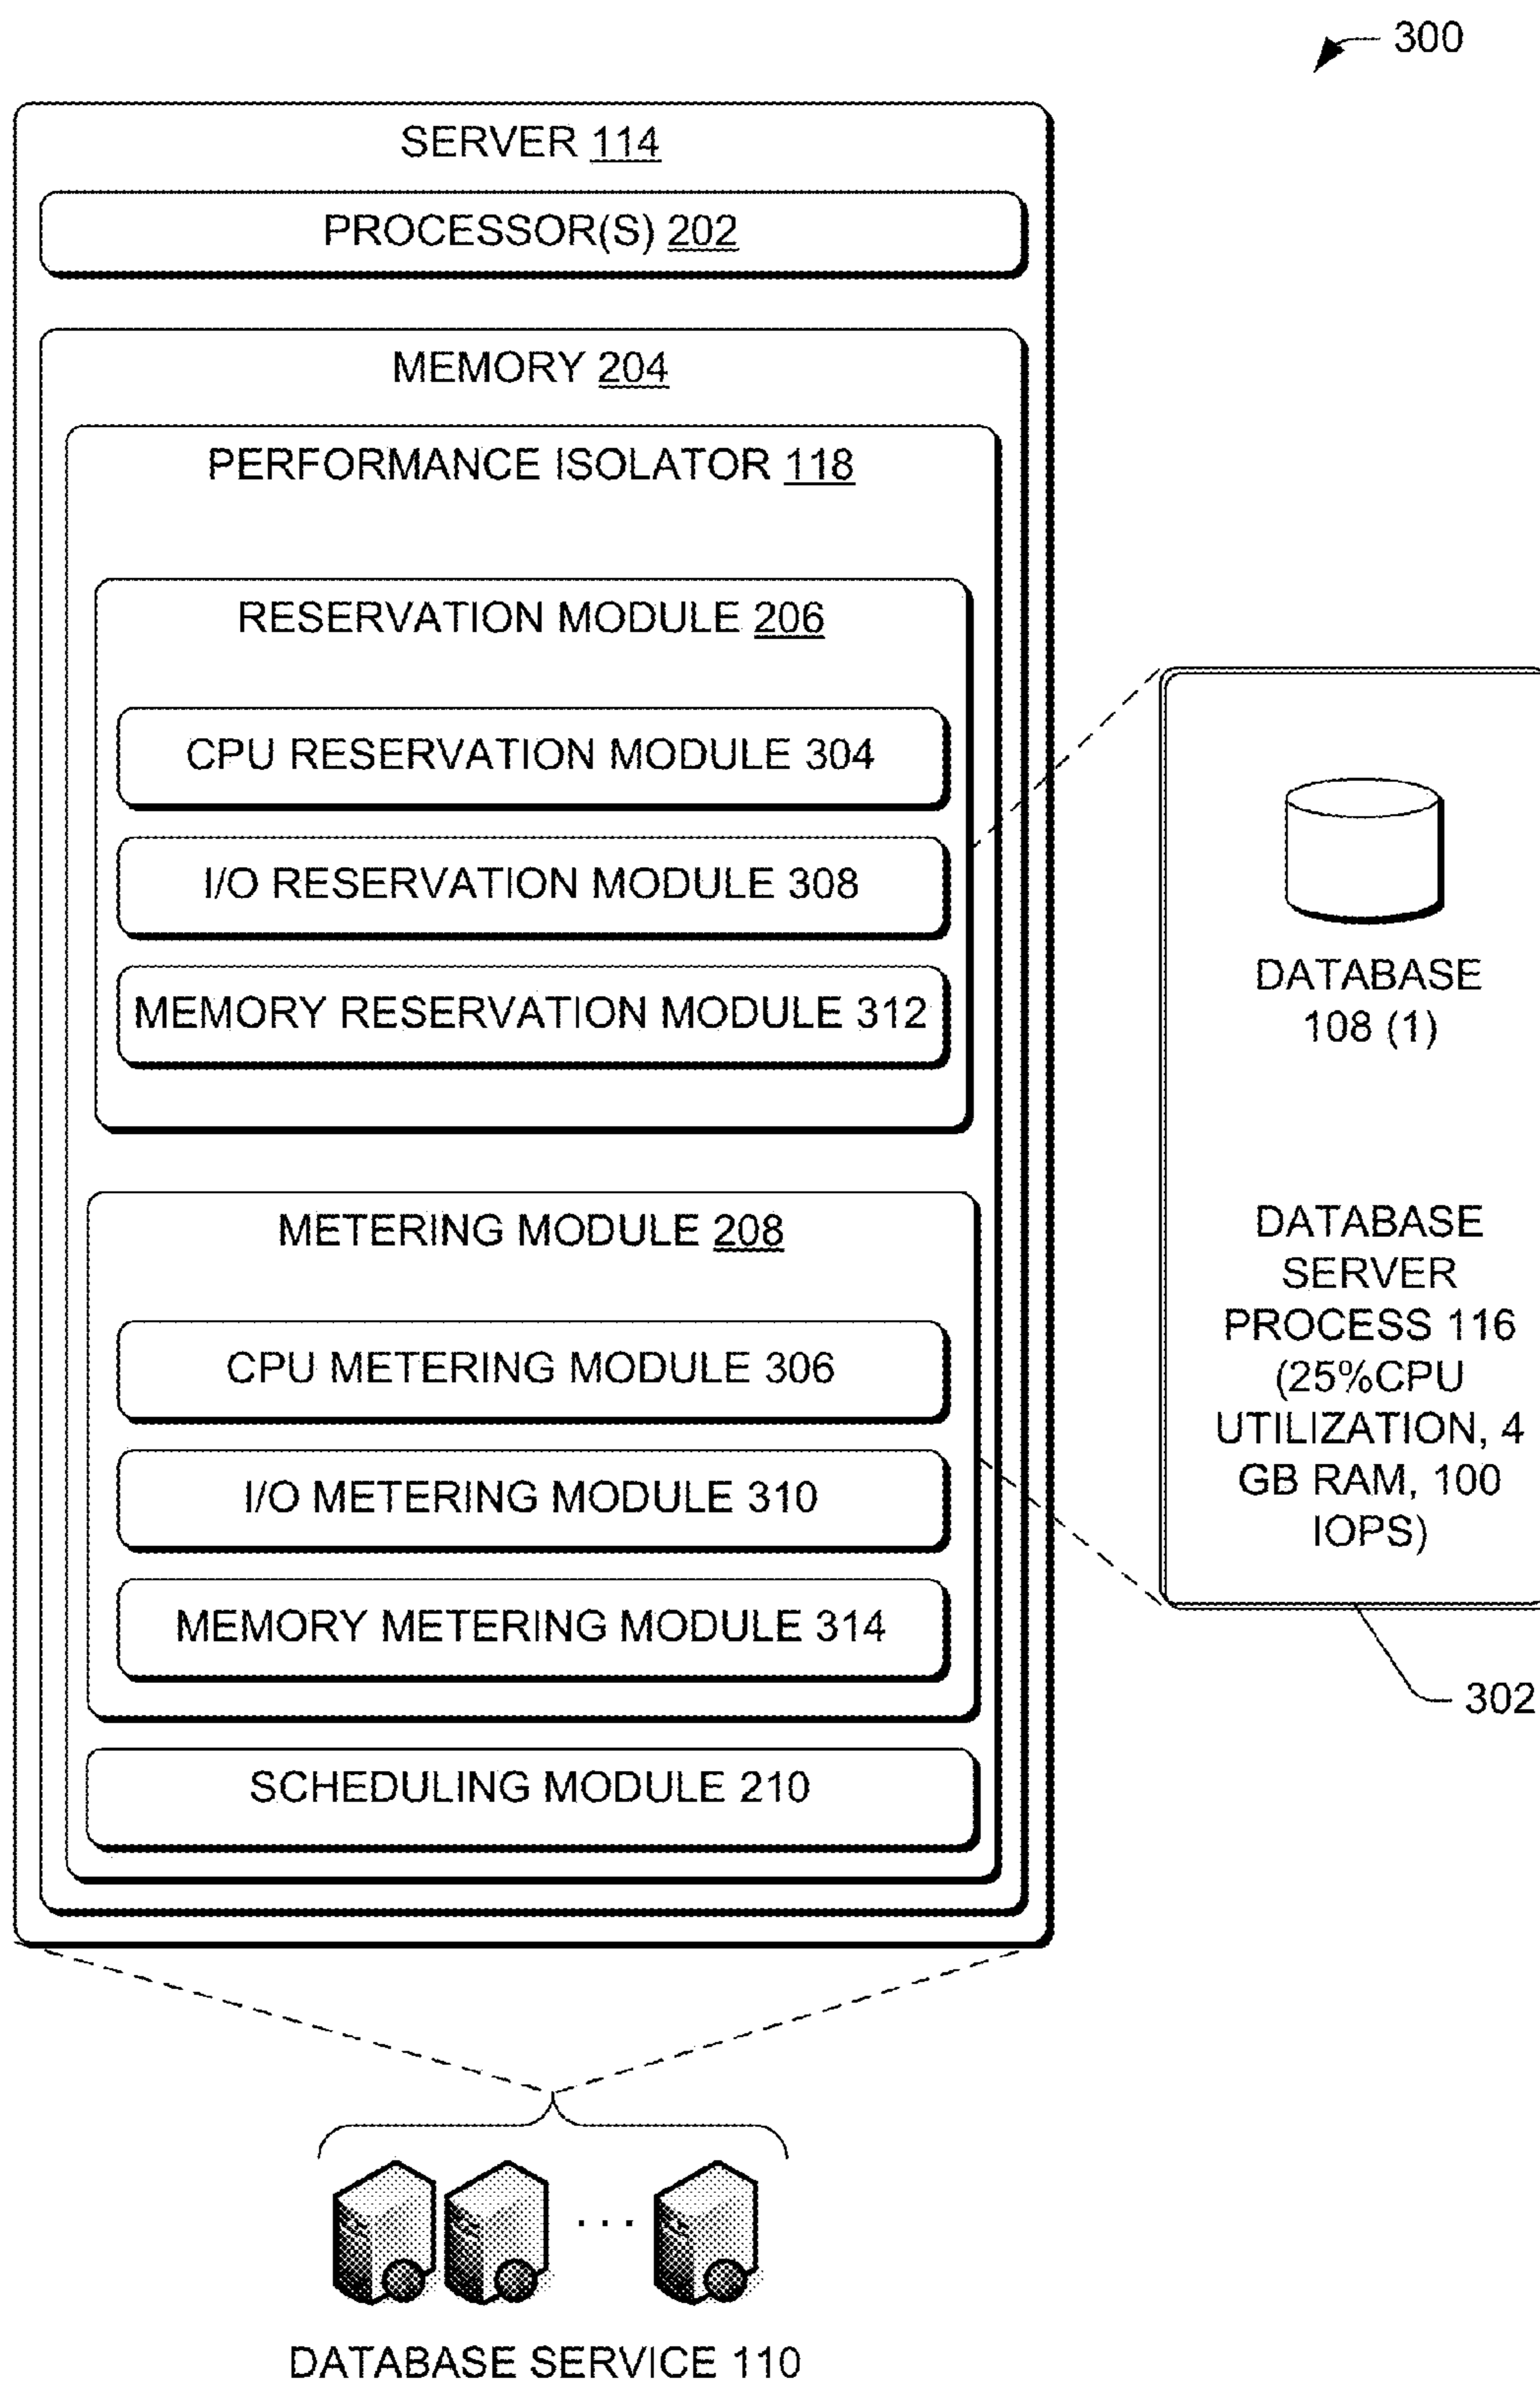 300
SERVER 114
PROCESSOR(S) 202
MEMORY 204
PERFORMANCE ISOLATOR 118
RESERVATION MODULE 206
CPU RESERVATION MODULE 304
I/O RESERVATION MODULE 308
MEMORY RESERVATION MODULE 312
METERING MODULE 208
CPU METERING MODULE 306
I/O METERING MODULE 310
MEMORY METERING MODULE 314
SCHEDULING MODULE 210
DATABASE
108 (1)
DATABASE
SERVER
PROCESS 116
(25%CPU
UTILIZATION, 4
GB RAM, 100
IOPS)
302
. . .
DATABASE SERVICE 110